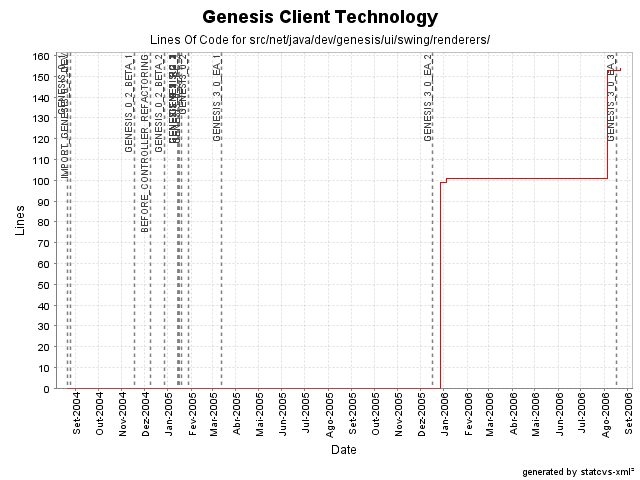 Genesis Client Technology
Lines Of Code for src/net/java/dev/genesis/ui/swing/renderers/
160
150
140
130
120
110
100
90
80
70
60
50
40
30
20
10
0
Lines
GENESIS_0_2_BETA_1
BEFORE_CONTROLLER_REFACTORING
GENESIS_0_2_BETA_2
GENESIS_3_0_EA_1
GENESIS_3_0_EA_2
GENESIS_3_0_EA_3
Set-2004
Out-2004
Nov-2004
Dez-2004
Jan-2005
Fev-2005
Mar-2005
Abr-2005
Mai-2005
Jun-2005
Jul-2005
Ago-2005
Set-2005
Out-2005
Nov-2005
Dez-2005
Jan-2006
Fev-2006
Mar-2006
Abr-2006
Mai-2006
Jun-2006
Jul-2006
Ago-2006
Set-2006
Date
generated by statcvs-xml²